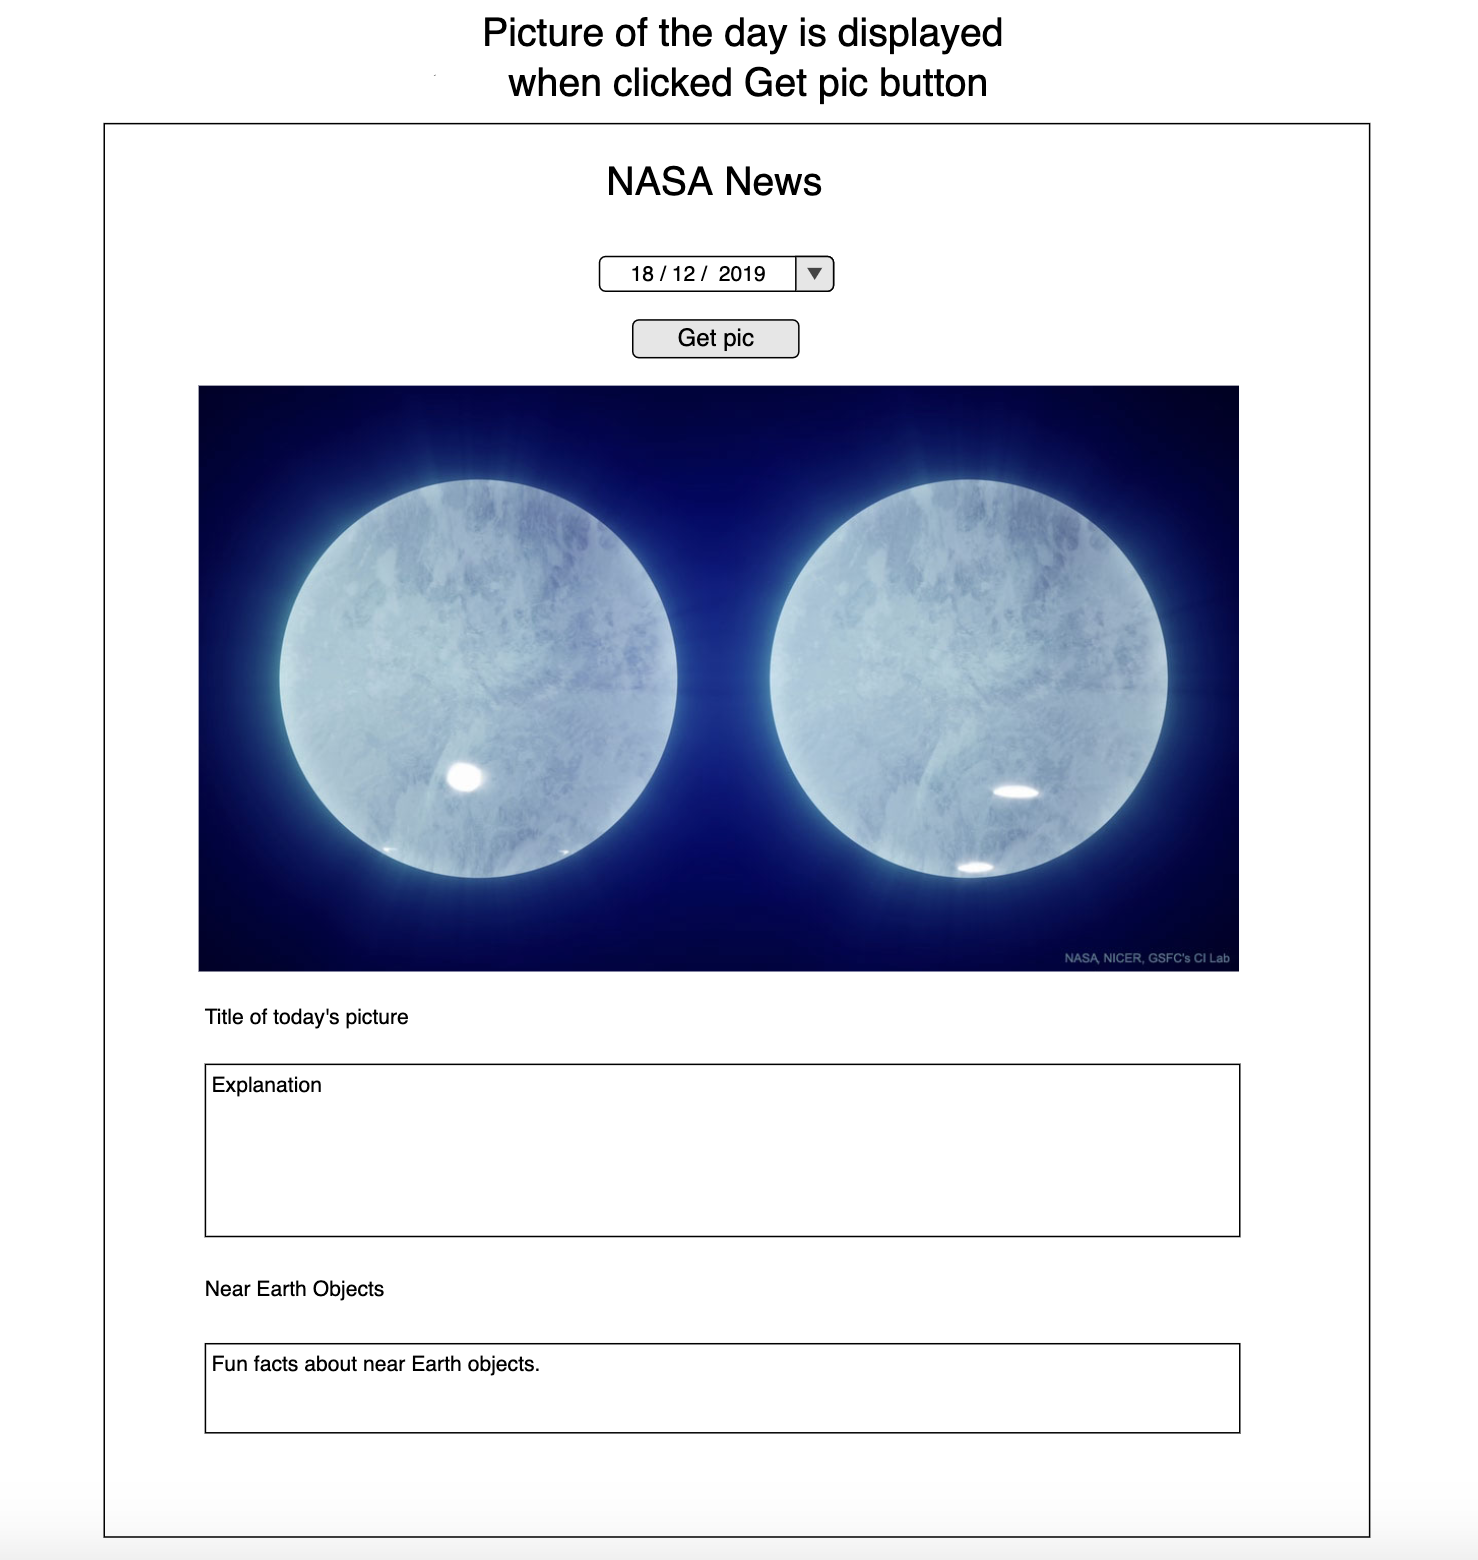 Picture of the day is displayed
when clicked Get pic button
NASA News
18 / 12 / 2019
Get pic
NASA, NICER, GSFC's CI Lab
Title of today's picture
Explanation
Near Earth Objects
Fun facts about near Earth objects.